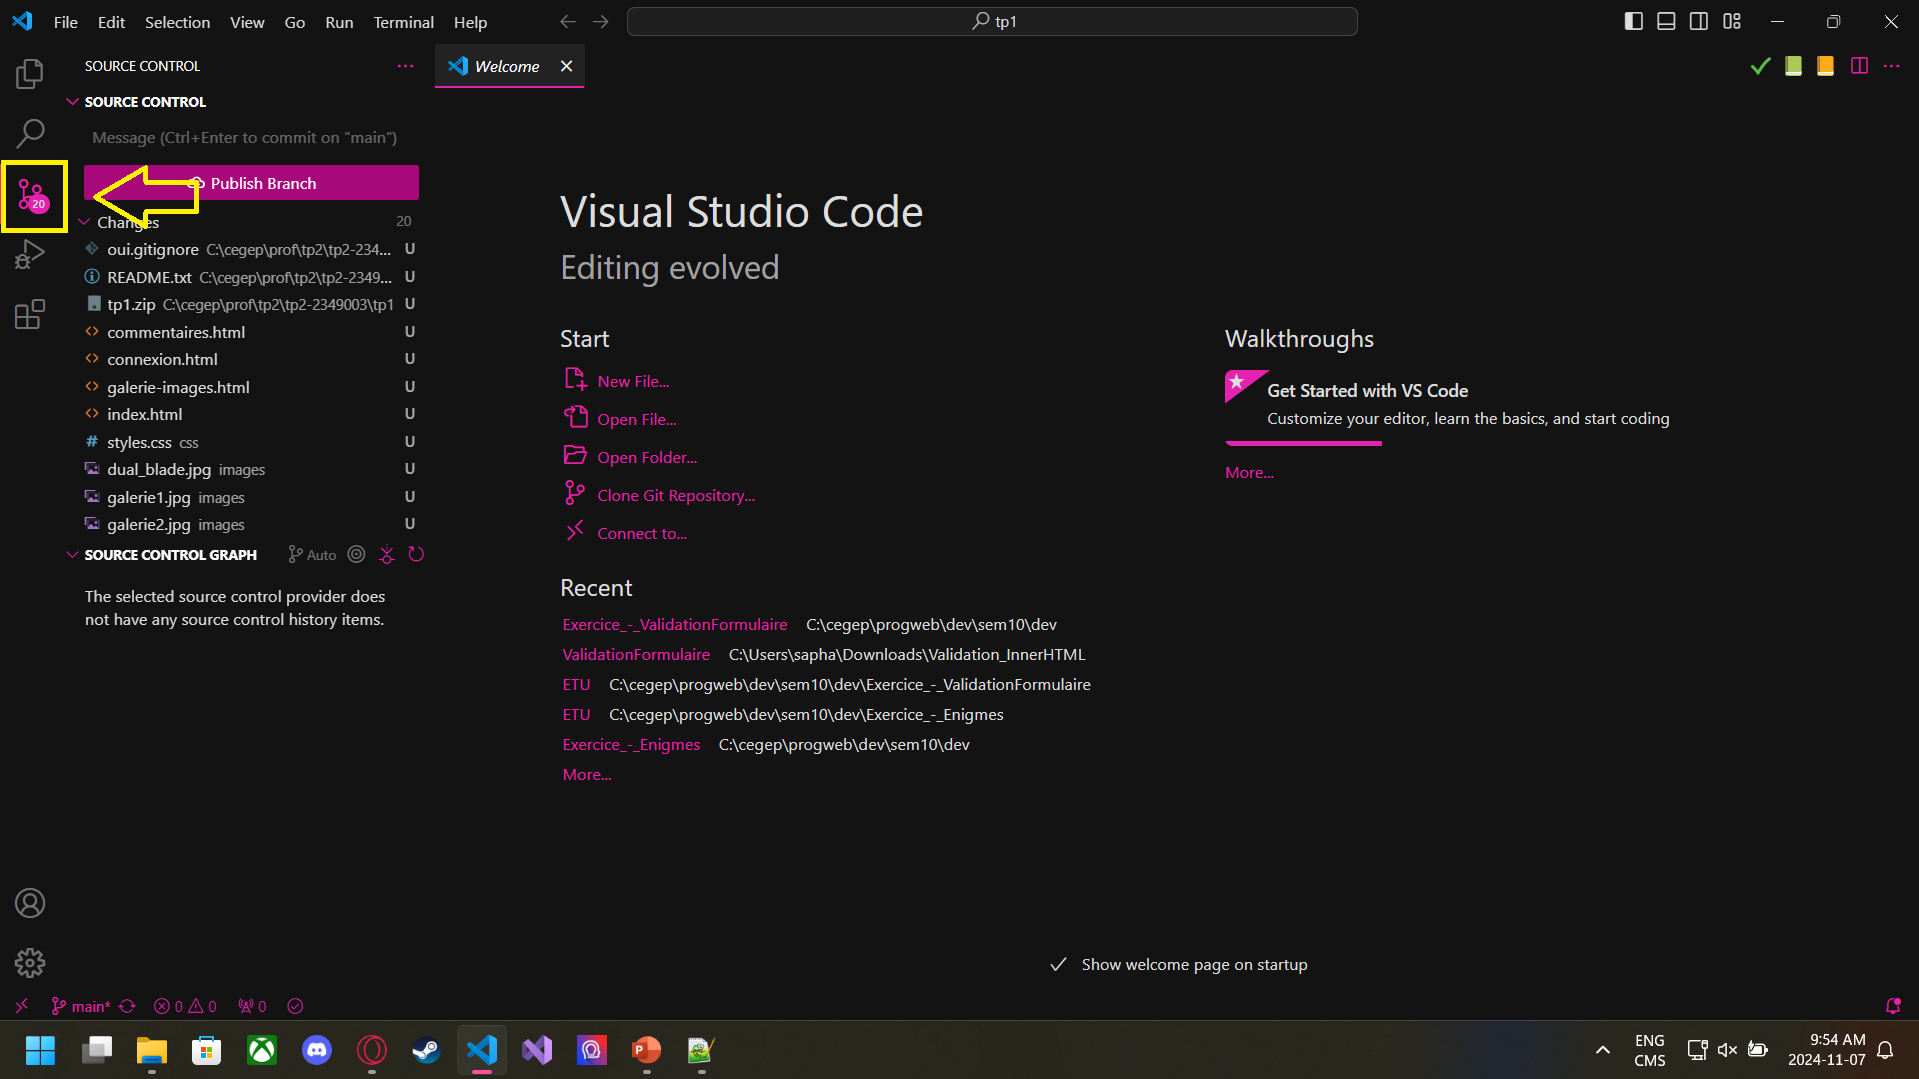 File Edit Selection View Go Run Terminal Help
tp1
SOURCE CONTROL
Welcome
SOURCE CONTROL
Message (Ctrl+Enter to commit on "main")
Publish Branch
20
Changes 20
oui.gitignore C:\cegep\prof\tp2\tp2-234... U
README.txt C:\cegep\prof\tp2\tp2-2349... U
tp1.zip C:\cegep\prof\tp2\tp2-2349003\tp1 U
commentaires.html U
connexion.html U
galerie-images.html U
index.html U
styles.css css U
dual_blade.jpg images U
galerie1.jpg images U
galerie2.jpg images U
SOURCE CONTROL GRAPH Auto
The selected source control provider does
not have any source control history items.
Visual Studio Code
Editing evolved
Start
New File...
Open File...
Open Folder...
Clone Git Repository...
Connect to...
Recent
Exercice_-_ValidationFormulaire C:\cegep\progweb\dev\sem10\dev
ValidationFormulaire C:\Users\sapha\Downloads\Validation_InnerHTML
ETU C:\cegep\progweb\dev\sem10\dev\Exercice_-_ValidationFormulaire
ETU C:\cegep\progweb\dev\sem10\dev\Exercice_-_Enigmes
Exercice_-_Enigmes C:\cegep\progweb\dev\sem10\dev
More...
Walkthroughs
Get Started with VS Code
Customize your editor, learn the basics, and start coding
More...
Show welcome page on startup
main* 0 0 0
ENG
CMS
9:54 AM
2024-11-07